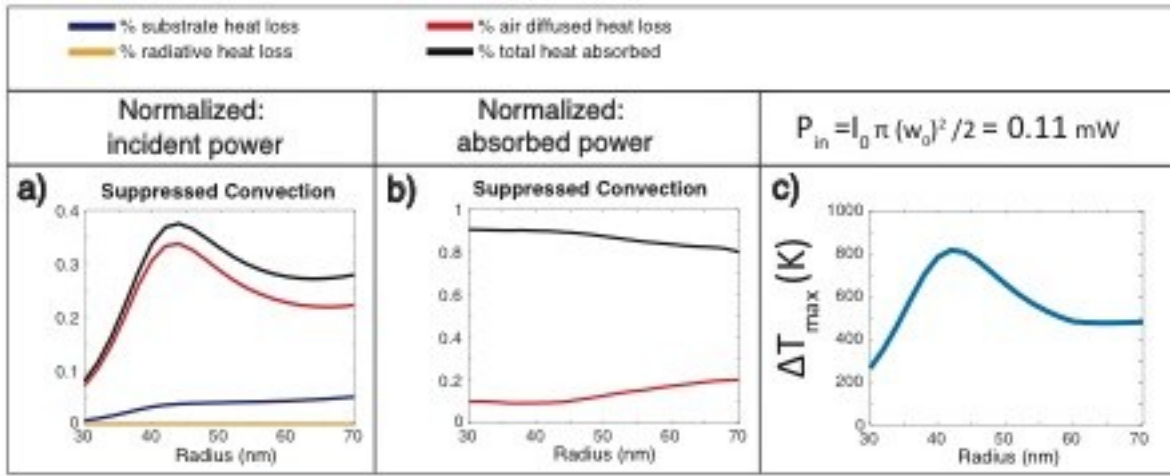 % substrate heat loss
% air diffused heat loss
% radiative heat loss
% total heat absorbed
Normalized:
incident power
Normalized:
absorbed power
P_in = I_0 π (w_0)² /2 = 0.11 mW
a)
Suppressed Convection
0.4
0.3
0.2
0.1
0
30
40
50
60
70
Radius (nm)
b)
Suppressed Convection
1
0.8
0.6
0.4
0.2
0
30
40
50
60
70
Radius (nm)
c)
ΔT_max (K)
1000
800
600
400
200
0
30
40
50
60
70
Radius (nm)